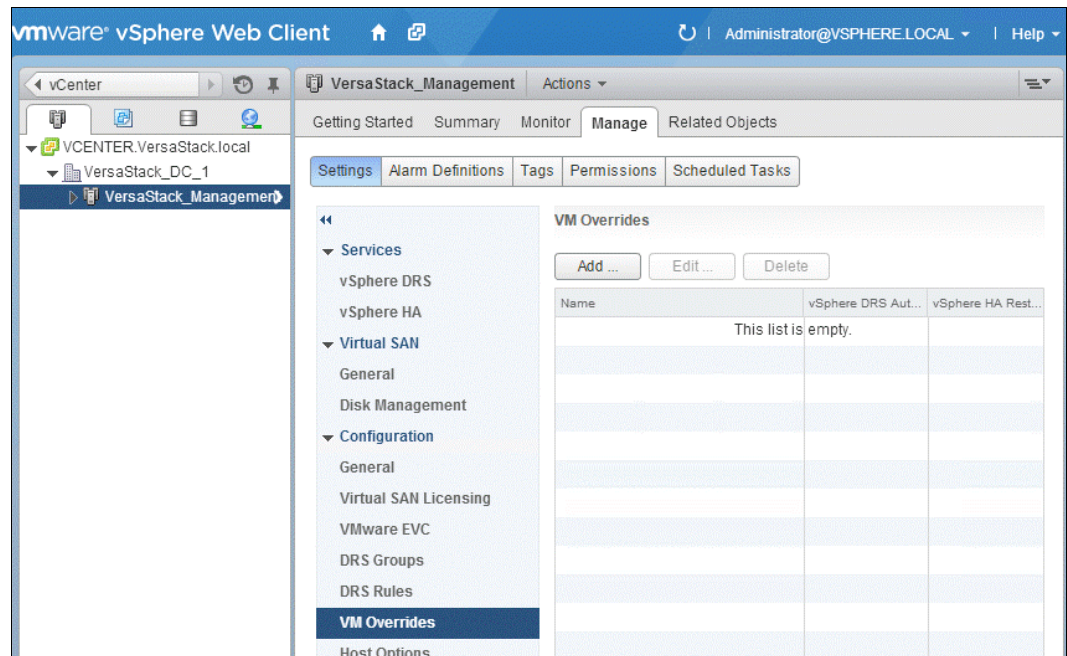 vmware® vSphere Web Client
Administrator@VSPHERE.LOCAL
Help
vCenter
VCENTER.VersaStack.local
VersaStack_DC_1
VersaStack_Management
VersaStack_Management
Actions
Getting Started Summary Monitor Manage Related Objects
Settings Alarm Definitions Tags Permissions Scheduled Tasks
Services
vSphere DRS
vSphere HA
Virtual SAN
General
Disk Management
Configuration
General
Virtual SAN Licensing
VMware EVC
DRS Groups
DRS Rules
VM Overrides
Host Options
VM Overrides
Add ... Edit ... Delete
Name vSphere DRS Aut... vSphere HA Rest...
This list is empty.